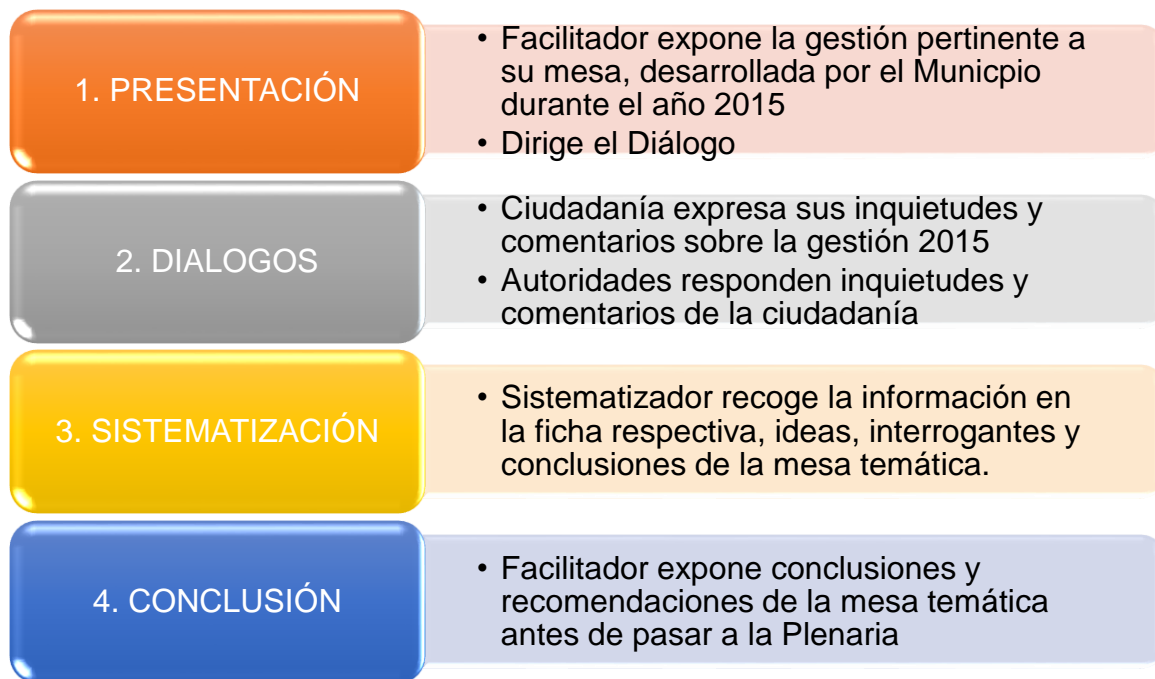 1. PRESENTACIÓN
• Facilitador expone la gestión pertinente a
su mesa, desarrollada por el Municpio
durante el año 2015
• Dirige el Diálogo
2. DIALOGOS
• Ciudadanía expresa sus inquietudes y
comentarios sobre la gestión 2015
• Autoridades responden inquietudes y
comentarios de la ciudadanía
3. SISTEMATIZACIÓN
• Sistematizador recoge la información en
la ficha respectiva, ideas, interrogantes y
conclusiones de la mesa temática.
4. CONCLUSIÓN
• Facilitador expone conclusiones y
recomendaciones de la mesa temática
antes de pasar a la Plenaria